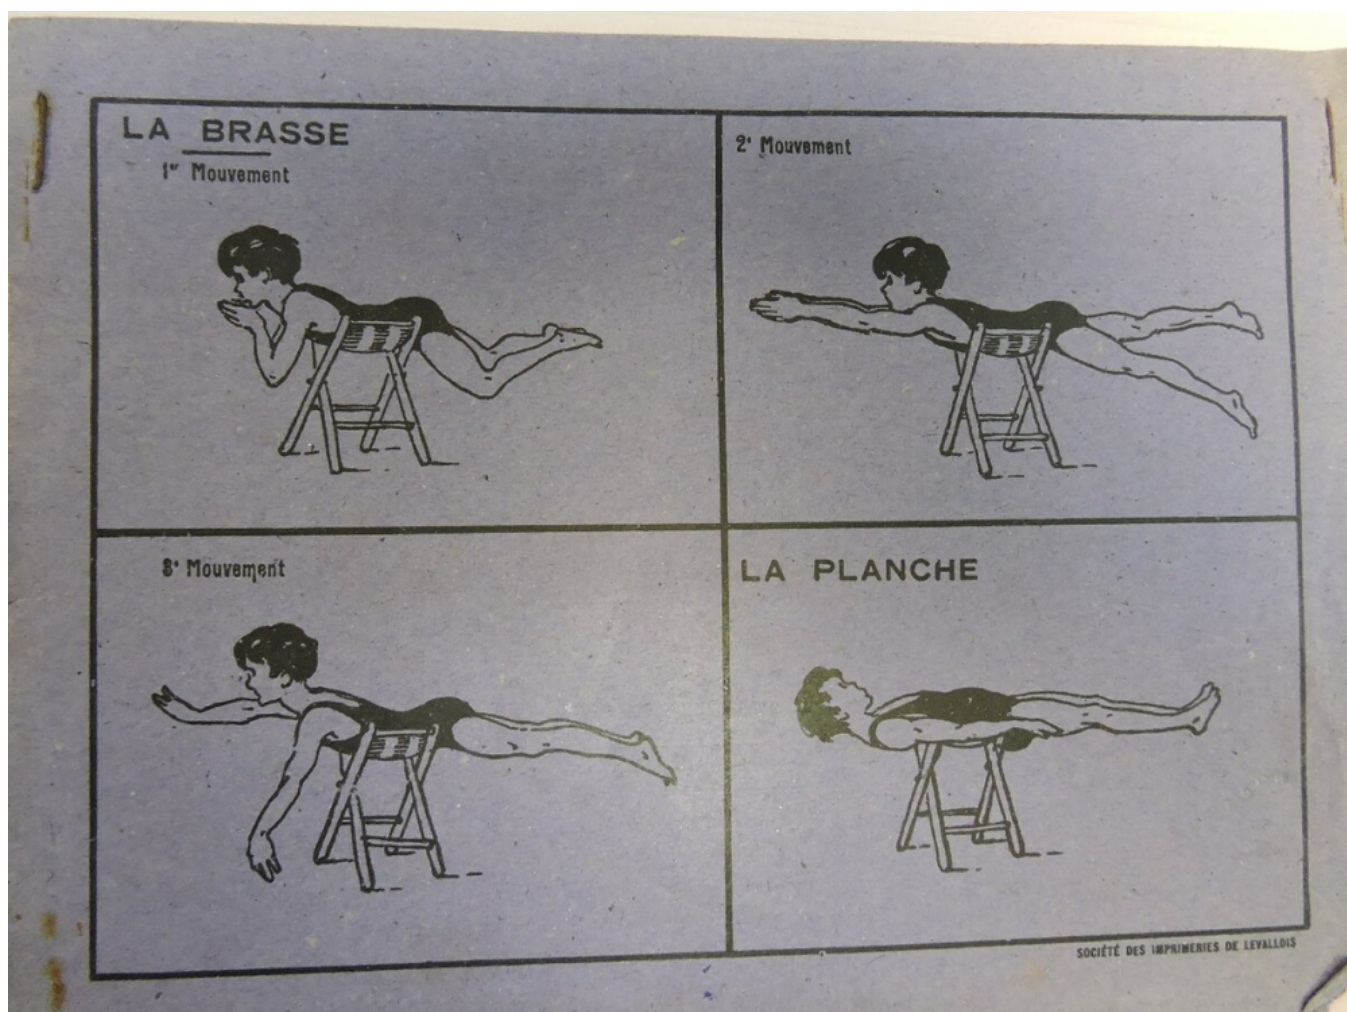 LA BRASSE
1er Mouvement
2e Mouvement
3e Mouvement
LA PLANCHE
SOCIÉTÉ DES IMPRIMERIES DE LEVALLOIS